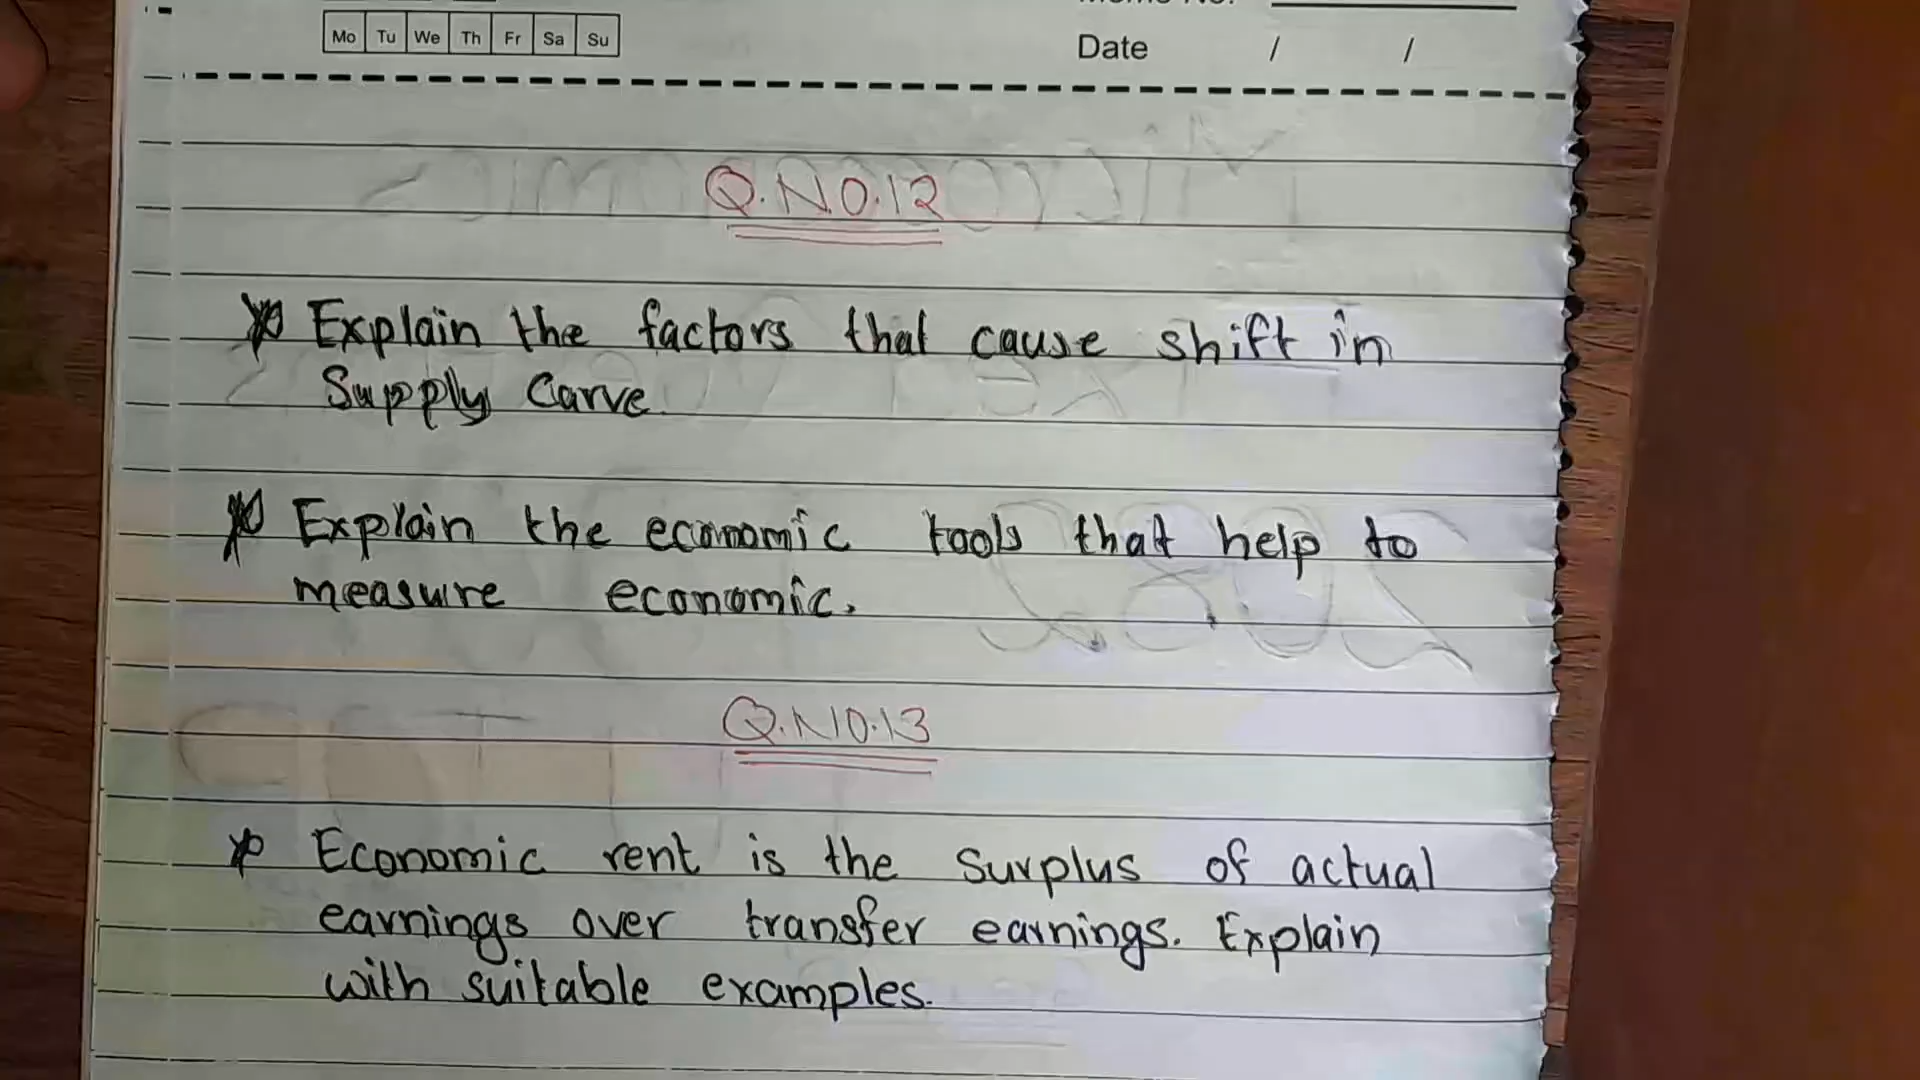 Mo Tu We Th Fr Sa Su
Date / /
Q.NO.12
Explain the factors that cause shift in
Supply Carve
Explain the economic tools that help to
measure economic.
Q.NO.13
Economic rent is the Surplus of actual
earnings over transfer earnings. Explain
with suitable examples.